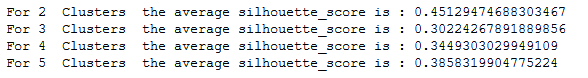 For 2  Clusters  the average silhouette_score is : 0.45129474688303467
For 3  Clusters  the average silhouette_score is : 0.30224267891889856
For 4  Clusters  the average silhouette_score is : 0.3449303029949109
For 5  Clusters  the average silhouette_score is : 0.3858319904775224